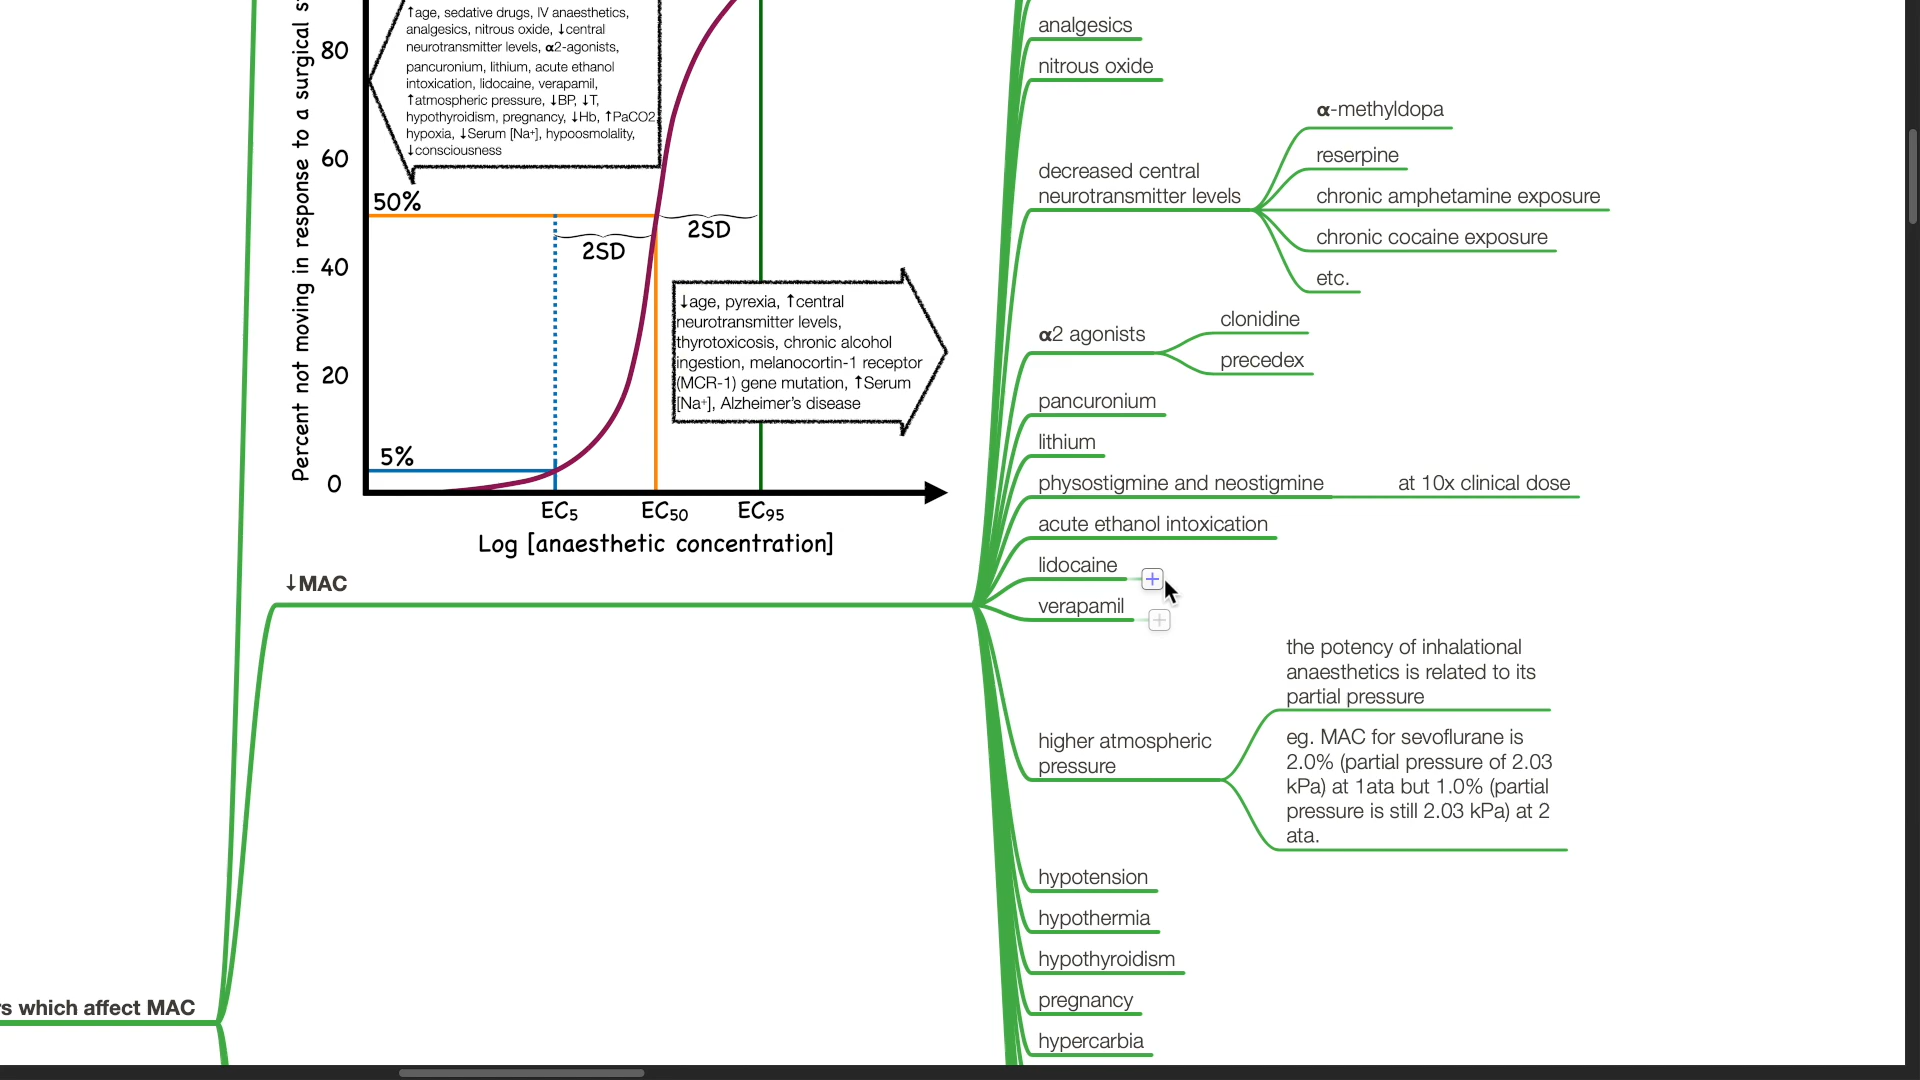 Percent not moving in response to a surgical s
80
60
40
20
0
↑age, sedative drugs, IV anaesthetics,
analgesics, nitrous oxide, ↓central
neurotransmitter levels, α2-agonists,
pancuronium, lithium, acute ethanol
intoxication, lidocaine, verapamil,
↑atmospheric pressure, ↓BP, ↓T,
hypothyroidism, pregnancy, ↓Hb, ↑PaCO2,
hypoxia, ↓Serum [Na⁺], hypoosmolality,
↓consciousness
50%
2SD
2SD
↓age, pyrexia, ↑central
neurotransmitter levels,
thyrotoxicosis, chronic alcohol
ingestion, melanocortin-1 receptor
(MCR-1) gene mutation, ↑Serum
[Na⁺], Alzheimer's disease
5%
EC₅
EC₅₀
EC₉₅
Log [anaesthetic concentration]
↓MAC
rs which affect MAC
analgesics
nitrous oxide
decreased central
neurotransmitter levels
α-methyldopa
reserpine
chronic amphetamine exposure
chronic cocaine exposure
etc.
α2 agonists
clonidine
precedex
pancuronium
lithium
physostigmine and neostigmine
at 10x clinical dose
acute ethanol intoxication
lidocaine
verapamil
higher atmospheric
pressure
the potency of inhalational
anaesthetics is related to its
partial pressure
eg. MAC for sevoflurane is
2.0% (partial pressure of 2.03
kPa) at 1ata but 1.0% (partial
pressure is still 2.03 kPa) at 2
ata.
hypotension
hypothermia
hypothyroidism
pregnancy
hypercarbia